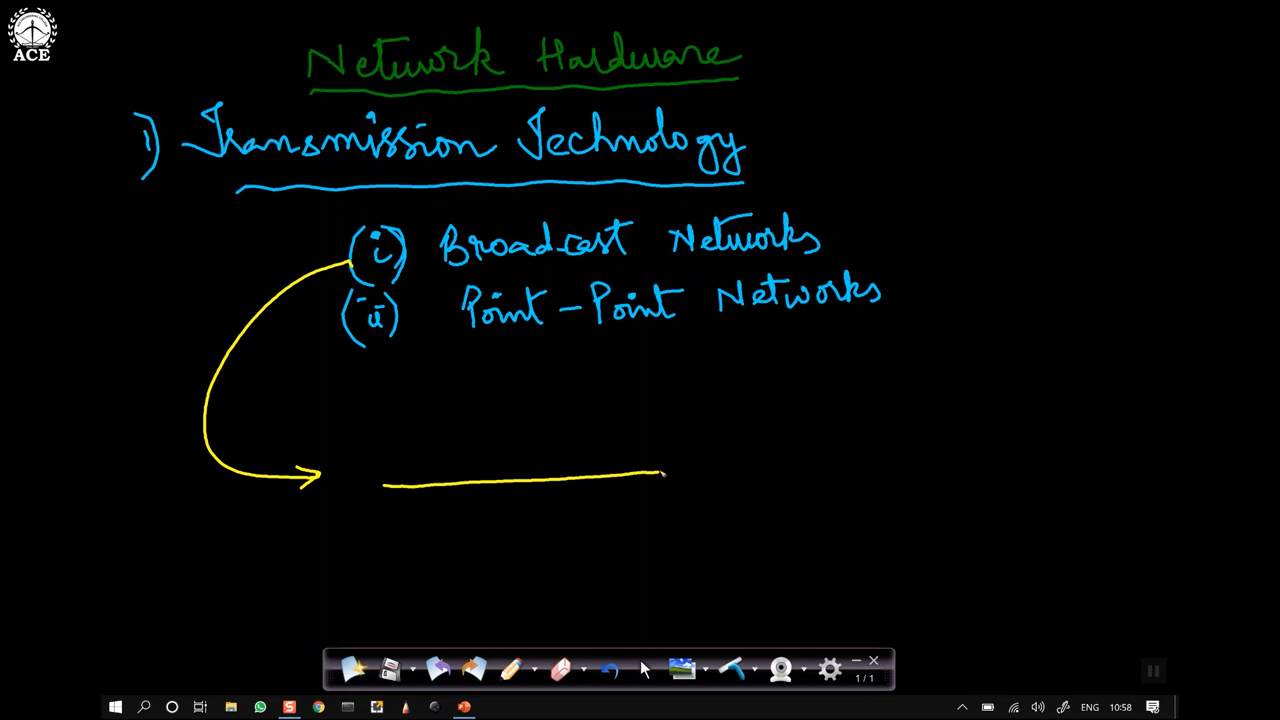 ACE
Network Hardware
1) Transmission Technology
(i) Broadcast Networks
(ii) Point-Point Networks
1 / 1
ENG
10:58